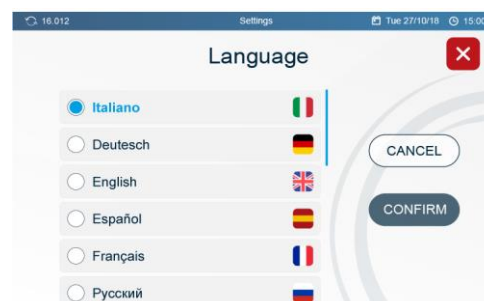 16.012 Settings Tue 27/10/18 15:00
Language
Italiano
Deutesch
English
Español
Français
Русский
CANCEL
CONFIRM